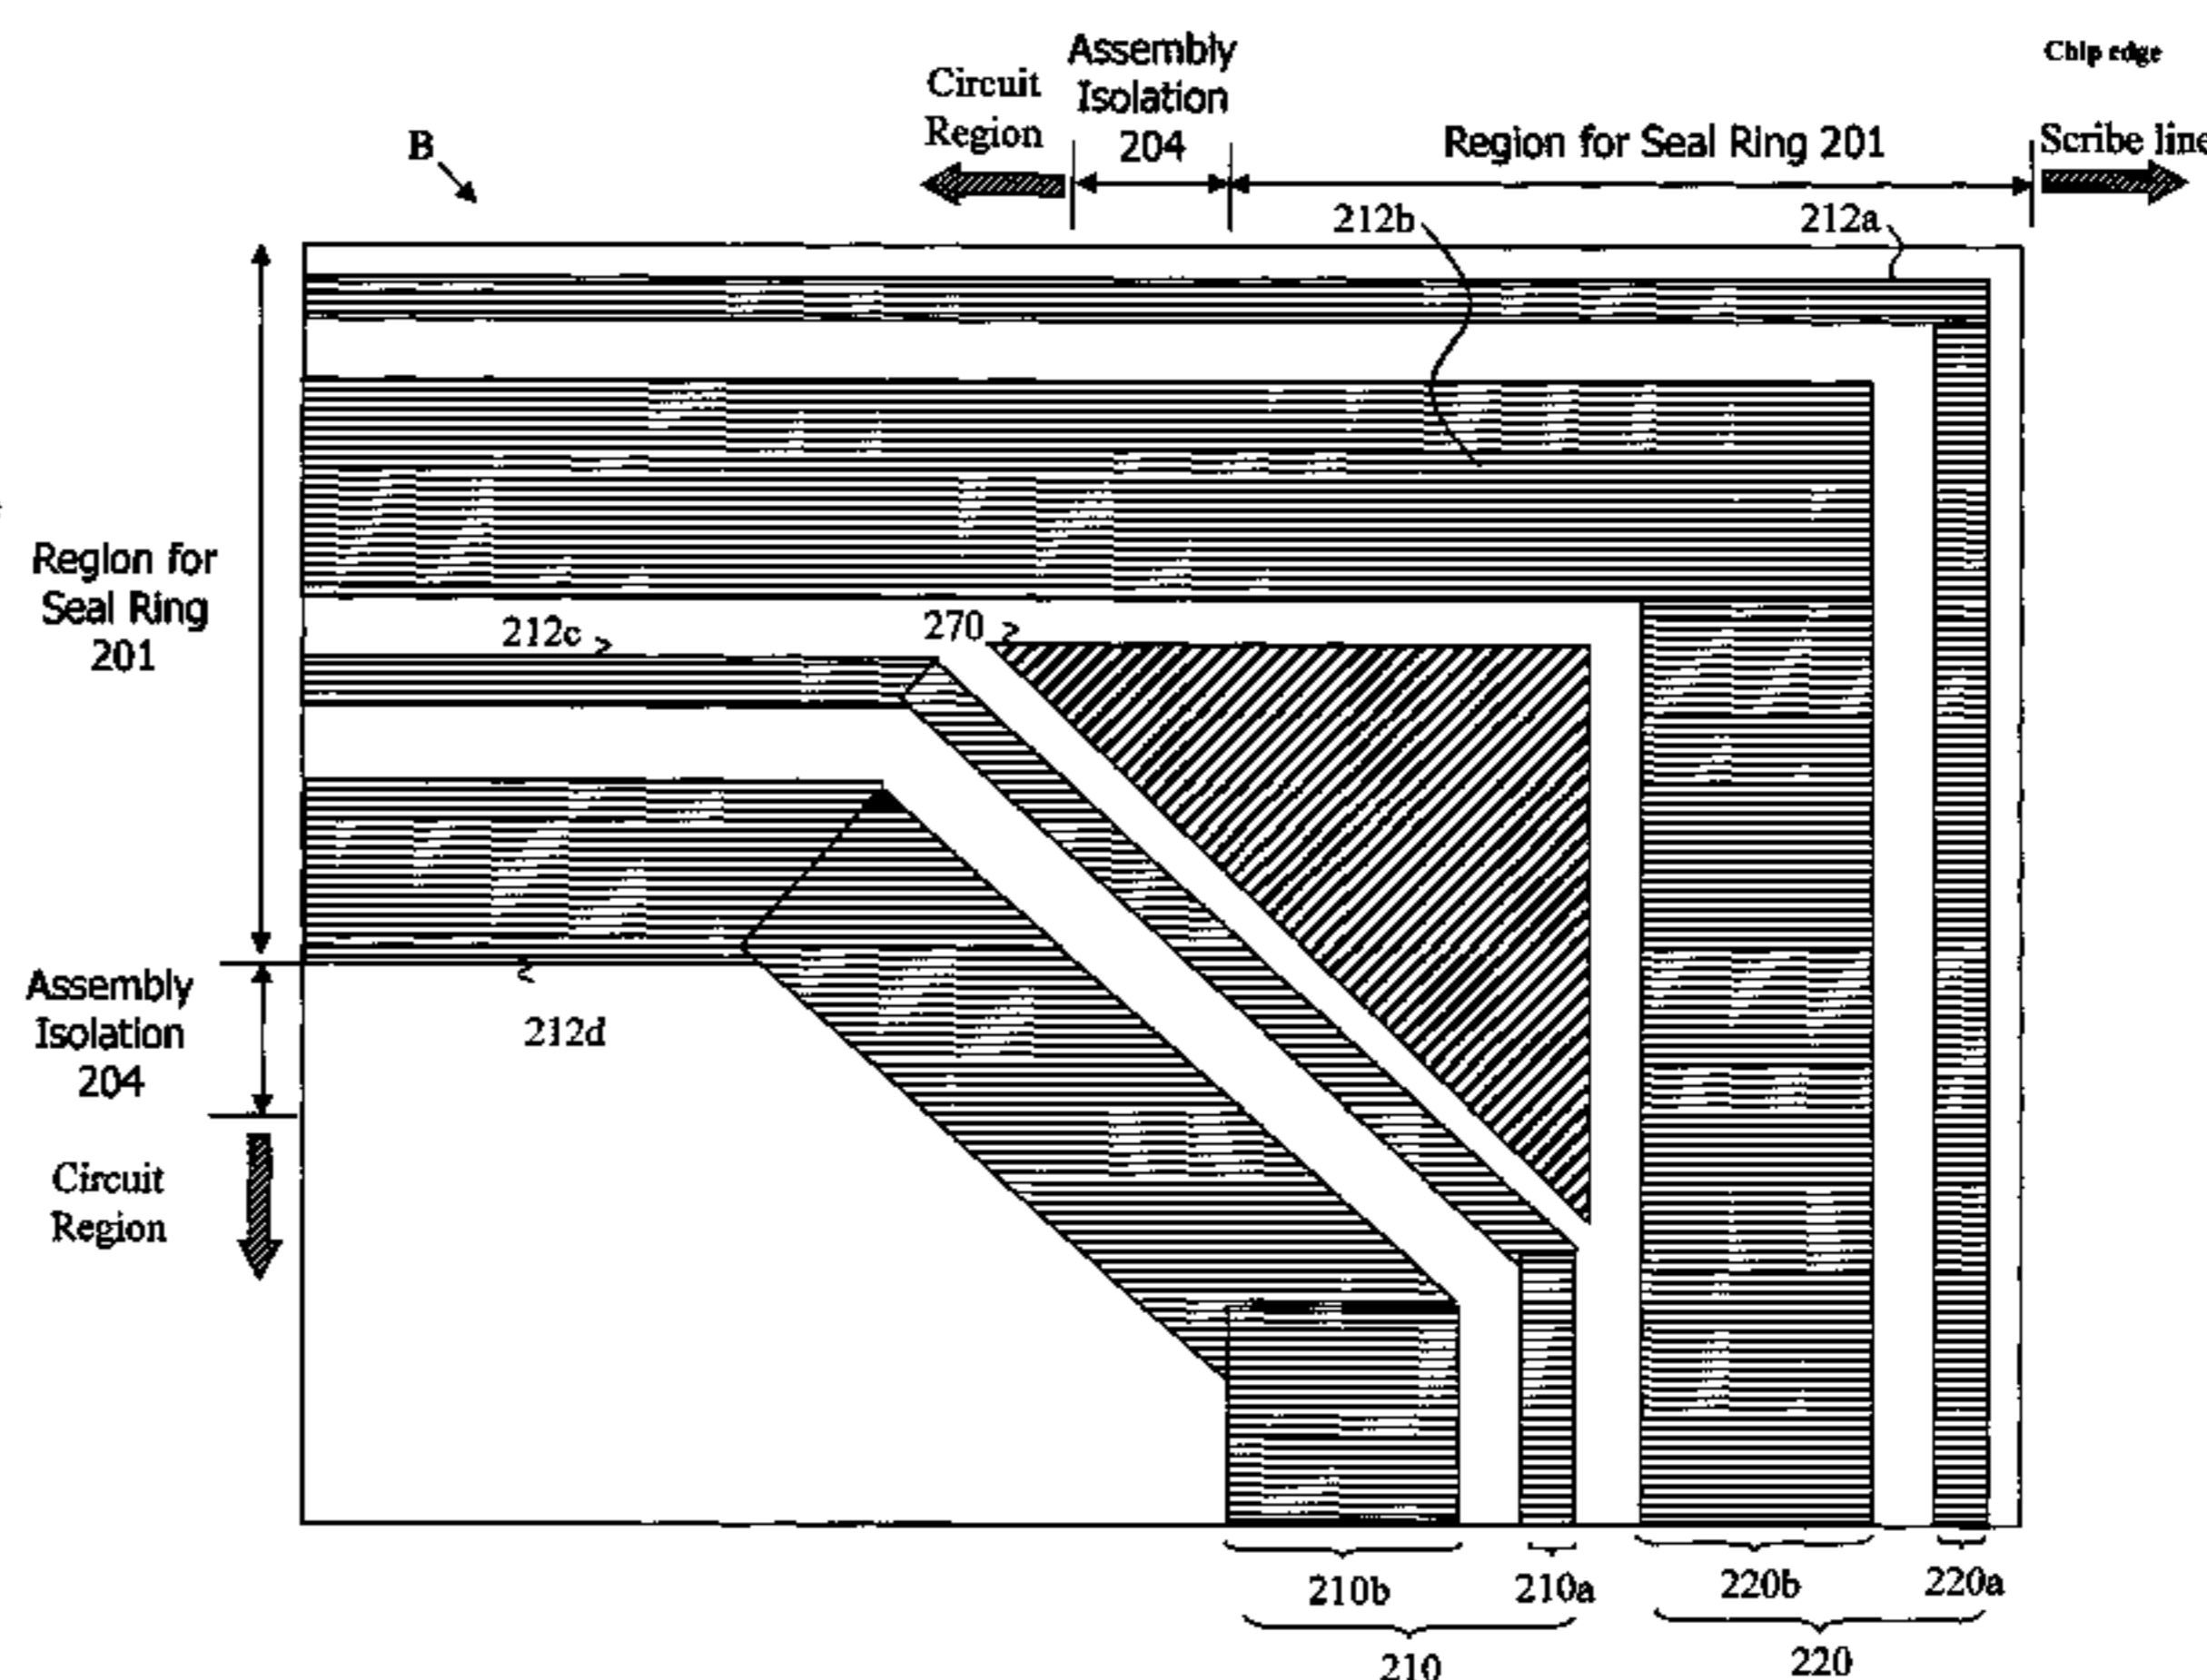 Assembly
Isolation
204
Circuit
Region
Chip edge
Scribe line
Region for Seal Ring 201
B
212b
212a
Region for
Seal Ring
201
212c
270
212d
Assembly
Isolation
204
Circuit
Region
210b
210a
220b
220a
210
220